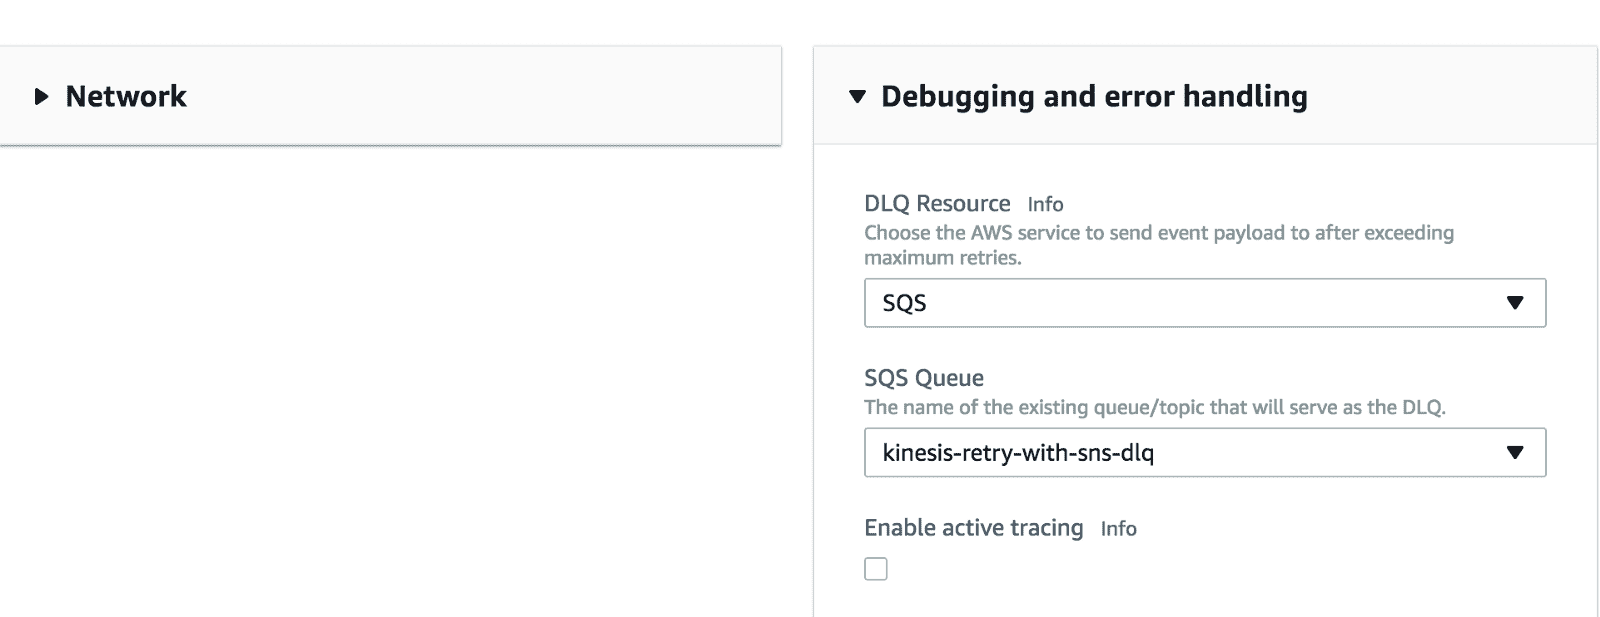 Network
Debugging and error handling
DLQ Resource Info
Choose the AWS service to send event payload to after exceeding
maximum retries.
SQS
SQS Queue
The name of the existing queue/topic that will serve as the DLQ.
kinesis-retry-with-sns-dlq
Enable active tracing Info